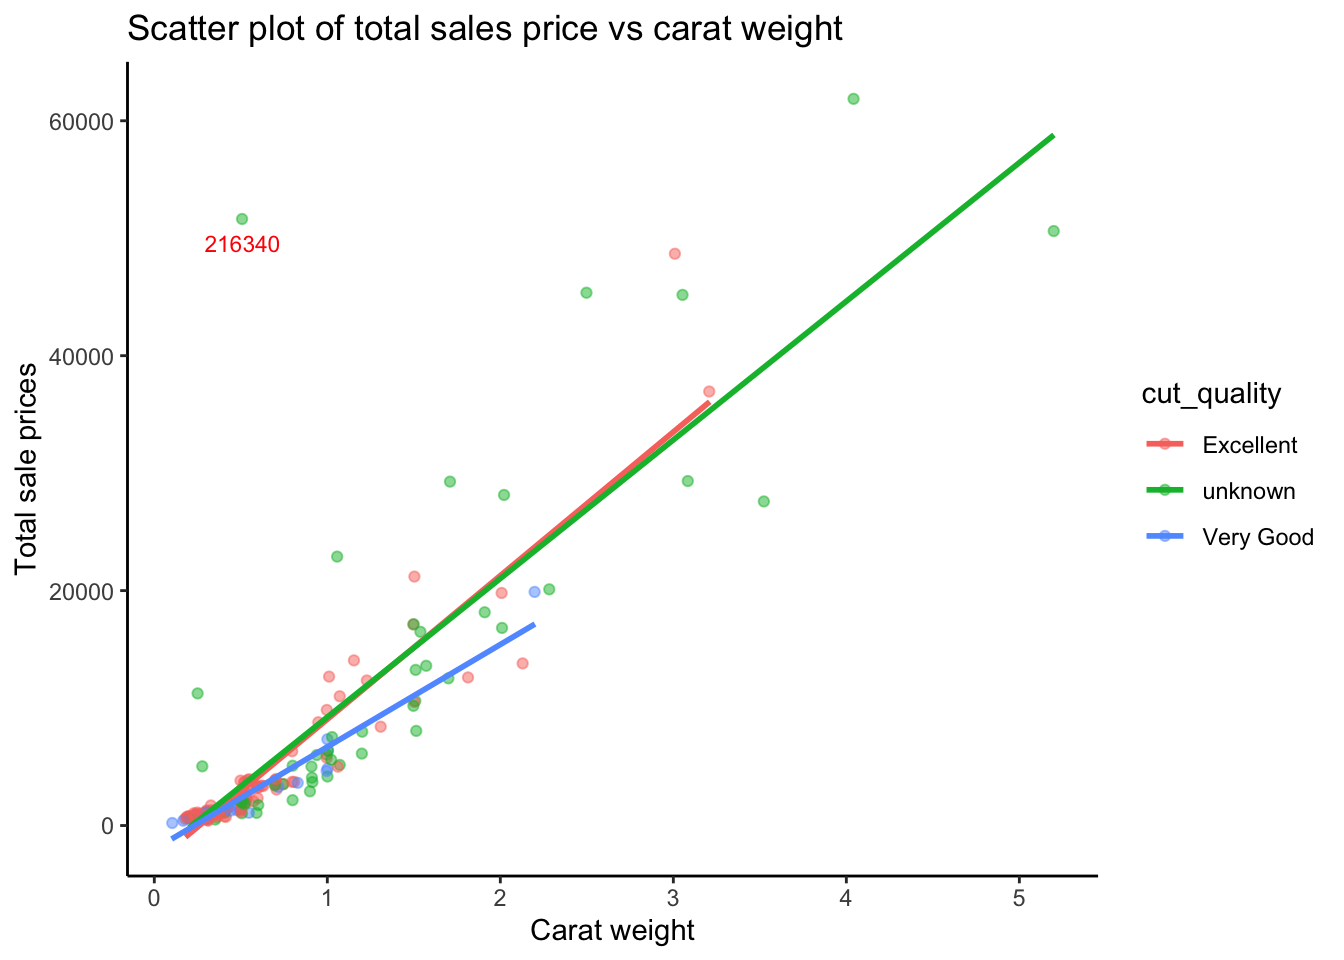 Scatter plot of total sales price vs carat weight
60000
40000
20000
0
Total sale prices
216340
0 1 2 3 4 5
Carat weight
cut_quality
Excellent
unknown
Very Good